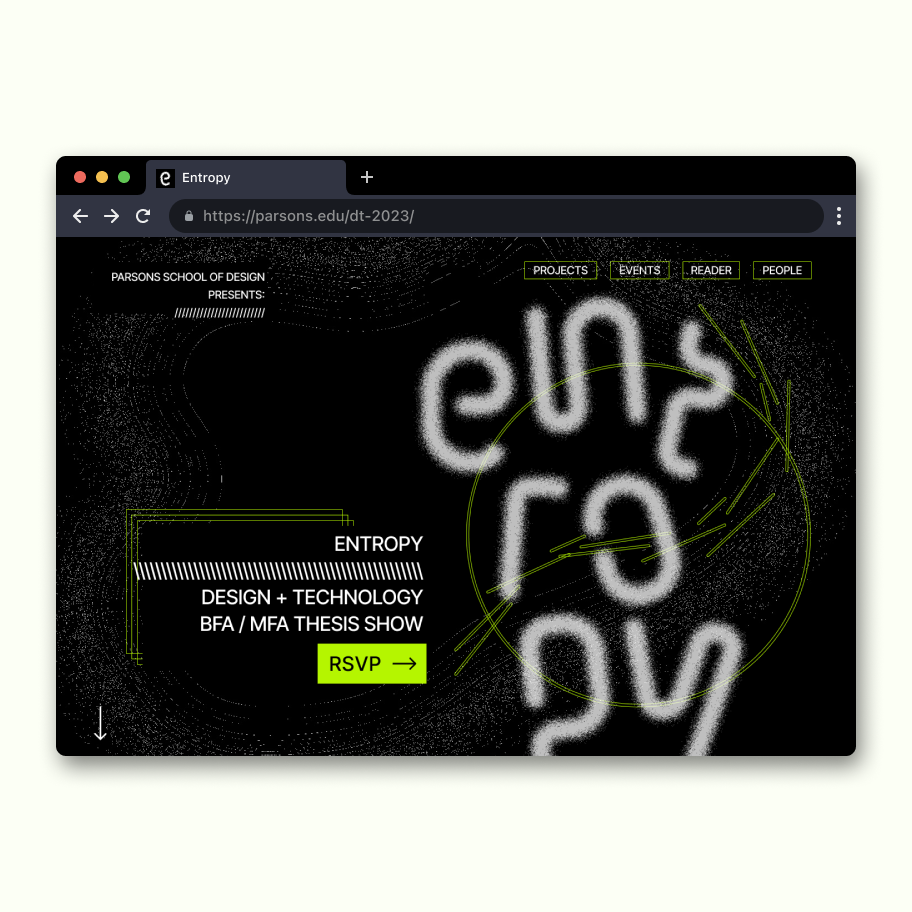 e Entropy
https://parsons.edu/dt-2023/
PARSONS SCHOOL OF DESIGN
PRESENTS:
/////////////////////////
PROJECTS EVENTS READER PEOPLE
ent
ro
py
ENTROPY
\\\\\\\\\\\\\\\\\\\\\\\\\\\\\\\\\\\\\\\\\\\\\\\\\\\\\\\\
DESIGN + TECHNOLOGY
BFA / MFA THESIS SHOW
RSVP →